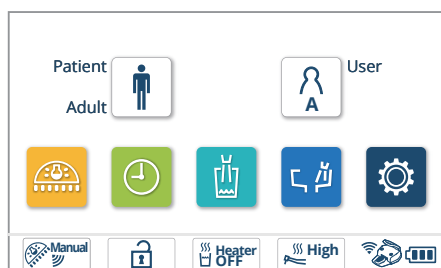 Patient
User
Adult
A
Manual
Heater
OFF
High